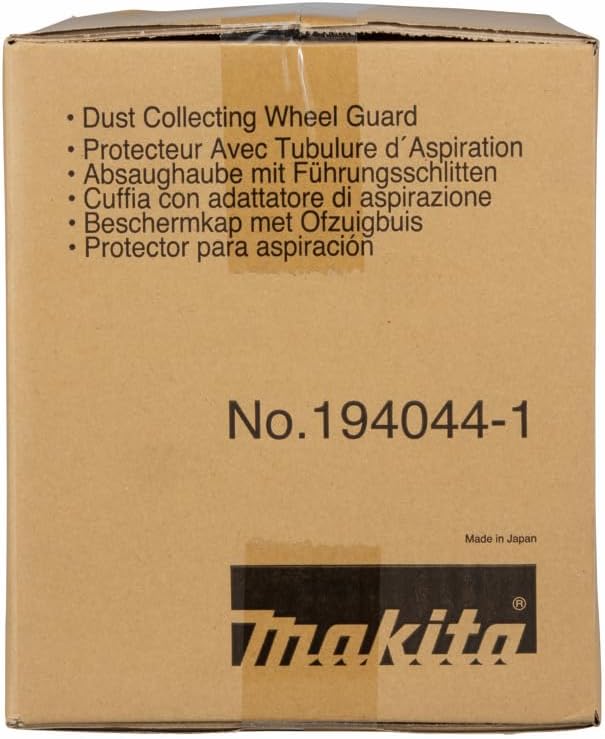 • Dust Collecting Wheel Guard
• Protecteur Avec Tubulure d´Aspiration
• Absaughaube mit Führungsschlitten
• Cuffia con adattatore di aspirazione
• Beschermkap met Ofzuigbuis
• Protector para aspiración
No.194044-1
Made in Japan
makita®